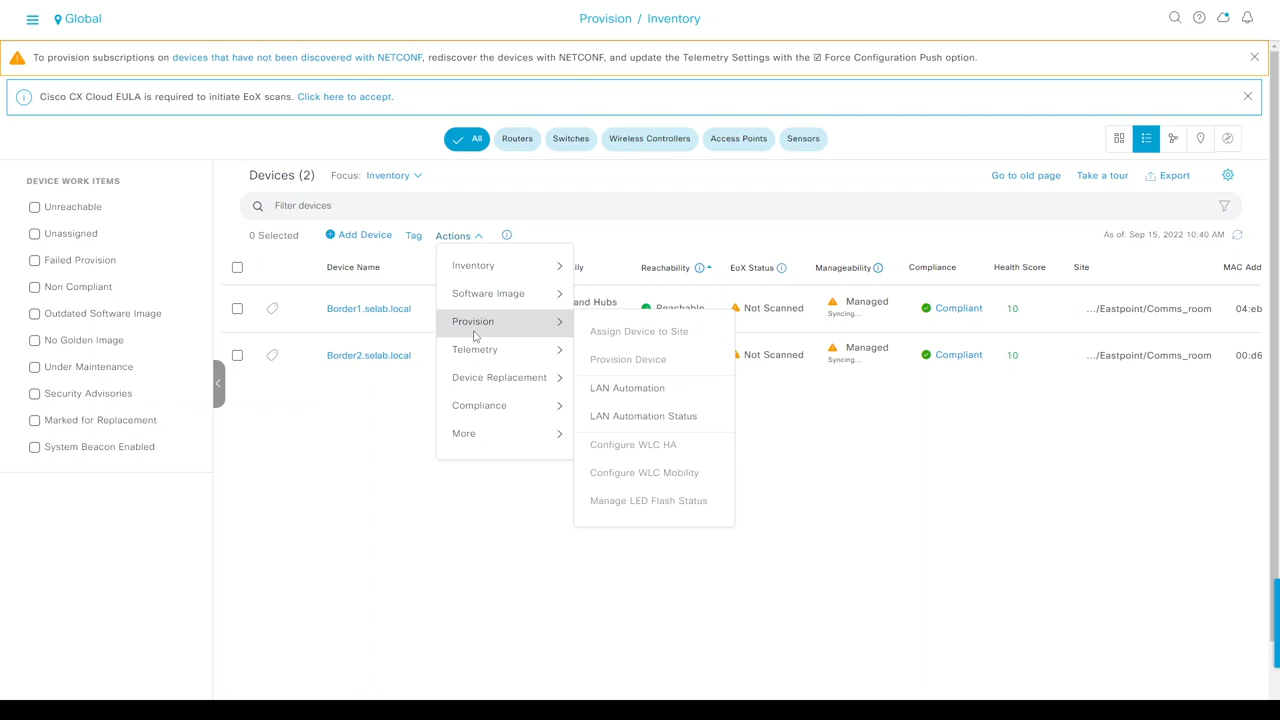 Global
Provision / Inventory
To provision subscriptions on devices that have not been discovered with NETCONF, rediscover the devices with NETCONF, and update the Telemetry Settings with the ☑ Force Configuration Push option.
Cisco CX Cloud EULA is required to initiate EoX scans. Click here to accept.
All Routers Switches Wireless Controllers Access Points Sensors
DEVICE WORK ITEMS
Unreachable
Unassigned
Failed Provision
Non Compliant
Outdated Software Image
No Golden Image
Under Maintenance
Security Advisories
Marked for Replacement
System Beacon Enabled
Devices (2) Focus: Inventory Go to old page Take a tour Export
Filter devices
0 Selected Add Device Tag Actions As of: Sep 15, 2022 10:40 AM
Device Name Reachability EoX Status Manageability Compliance Health Score Site MAC Add
Border1.selab.local and Hubs Reachable Not Scanned Managed Compliant 10 .../Eastpoint/Comms_room 04:eb
Syncing...
Border2.selab.local Not Scanned Managed Compliant 10 .../Eastpoint/Comms_room 00:d6
Syncing...
Inventory
Software Image
Provision
Telemetry
Device Replacement
Compliance
More
Assign Device to Site
Provision Device
LAN Automation
LAN Automation Status
Configure WLC HA
Configure WLC Mobility
Manage LED Flash Status